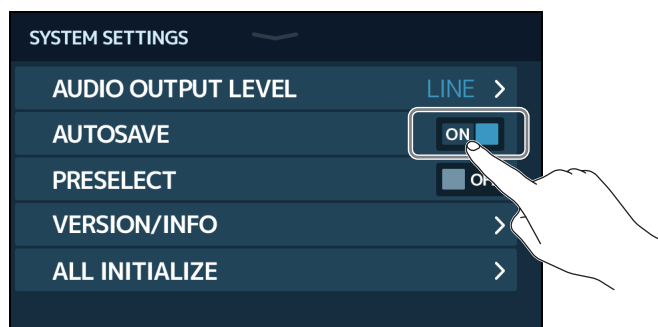 SYSTEM SETTINGS
AUDIO OUTPUT LEVEL LINE >
AUTOSAVE ON
PRESELECT
VERSION/INFO >
ALL INITIALIZE >